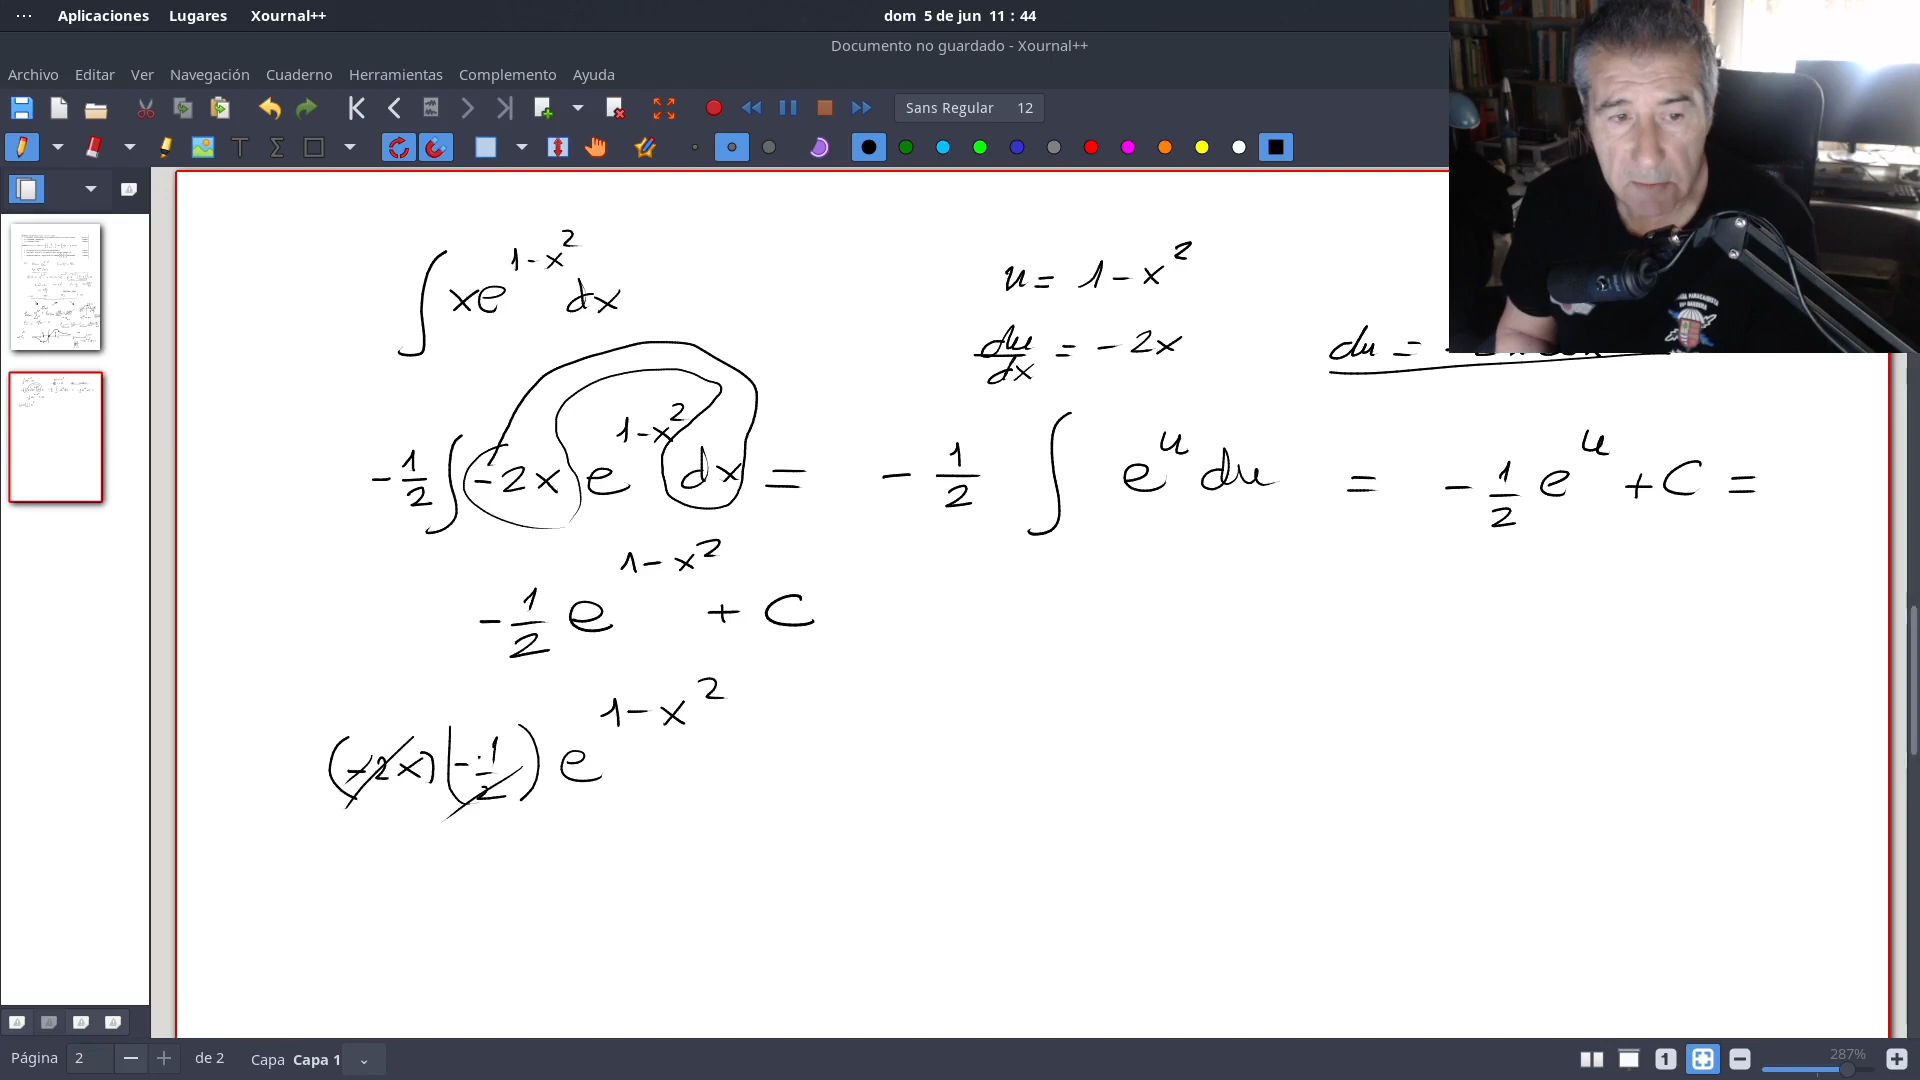 Aplicaciones Lugares Xournal++ dom 5 de jun 11 : 44
Documento no guardado - Xournal++
Archivo Editar Ver Navegación Cuaderno Herramientas Complemento Ayuda
Sans Regular 12
∫ x e^{1-x^2} dx
u = 1 - x^2
du/dx = -2x
du = -
-1/2 ∫ -2x e^{1-x^2} dx = -1/2 ∫ e^u du = -1/2 e^u + C =
-1/2 e^{1-x^2} + C
(-2x)(-1/2) e^{1-x^2}
Página 2 de 2 Capa Capa 1 287%